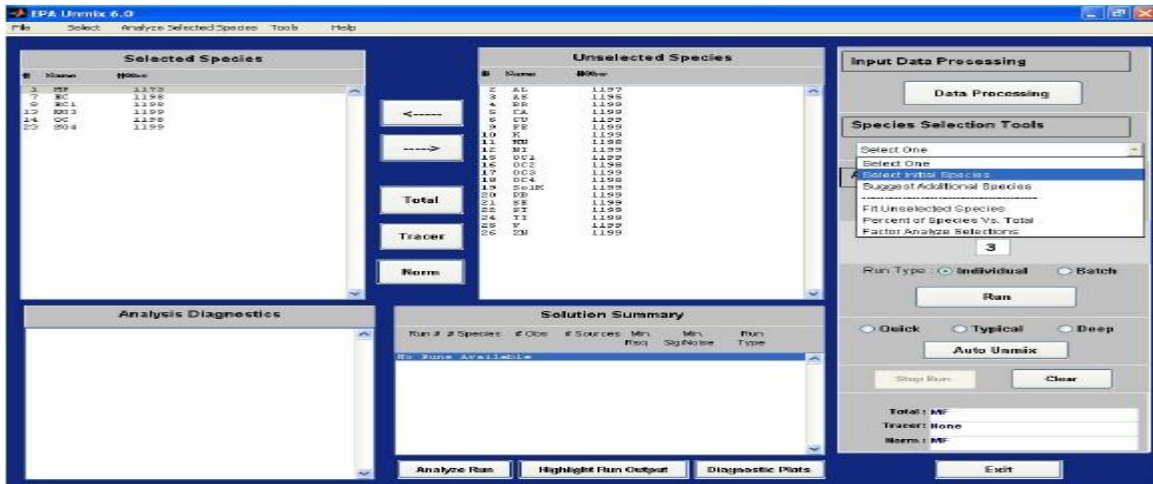 EPA Unmix 6.0
File Select Analyze Selected Species Tools Help
Selected Species
# Name #Obs
1 MF 1173
7 EC 1198
8 EC1 1198
13 NO3 1199
14 OC 1198
23 SO4 1199
<-----
----->
Total
Tracer
Norm
Unselected Species
# Name #Obs
2 AL 1197
3 AS 1196
4 BR 1199
5 CA 1199
6 CU 1199
9 FE 1199
10 K 1199
11 MN 1198
12 NI 1199
15 OC1 1199
16 OC2 1198
17 OC3 1199
18 OC4 1198
19 SolK 1199
20 PB 1199
21 SE 1199
22 SI 1199
24 TI 1199
25 V 1199
26 ZN 1199
Input Data Processing
Data Processing
Species Selection Tools
Select One
Select One
Select Initial Species
Suggest Additional Species
--------------------------------
Fit Unselected Species
Percent of Species Vs. Total
Factor Analyze Selections
3
Run Type : Individual Batch
Run
Quick Typical Deep
Auto Unmix
Stop Run Clear
Total : MF
Tracer: None
Norm : MF
Exit
Analysis Diagnostics
Solution Summary
Run # # Species # Obs # Sources Min. Rsq Min. Sig/Noise Run Type
No Runs Available
Analyze Run Highlight Run Output Diagnostic Plots